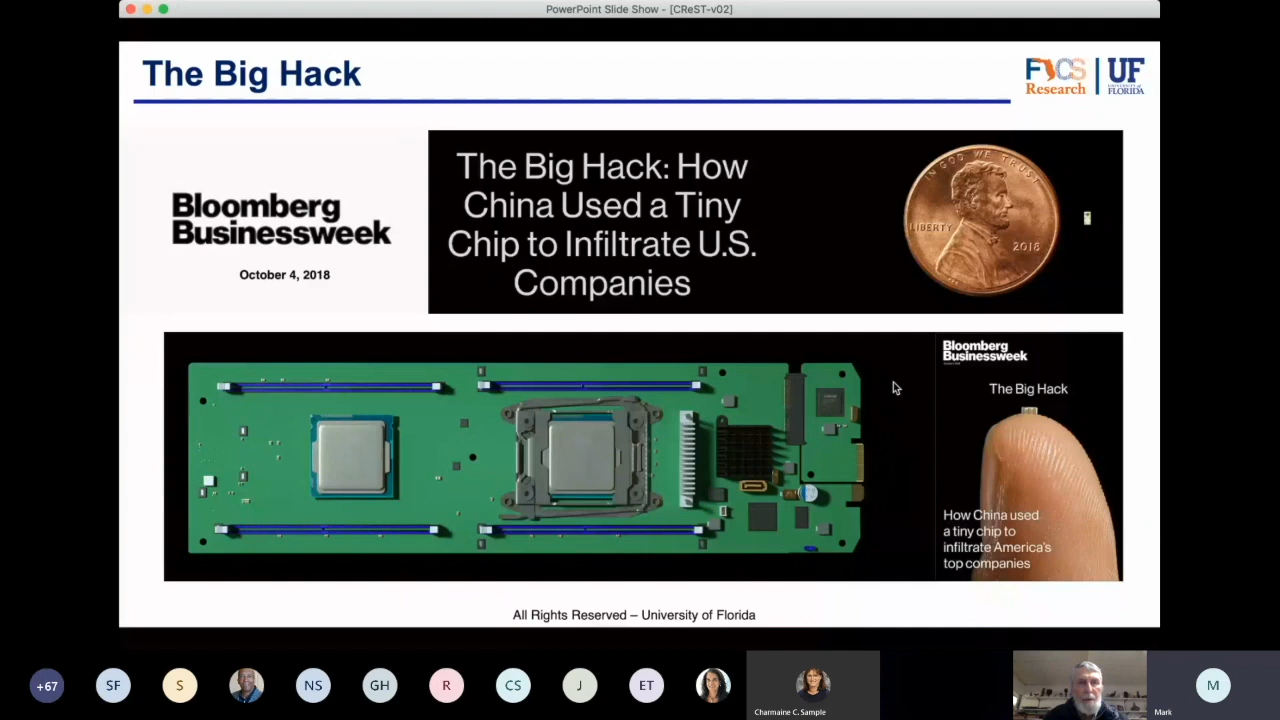 PowerPoint Slide Show - [CReST-v02]
The Big Hack
FICS
Research
UF
UNIVERSITY of
FLORIDA
Bloomberg
Businessweek
October 4, 2018
The Big Hack: How
China Used a Tiny
Chip to Infiltrate U.S.
Companies
IN GOD WE TRUST
LIBERTY
2018
Bloomberg
Businessweek
The Big Hack
How China used
a tiny chip to
infiltrate America's
top companies
All Rights Reserved – University of Florida
+67
SF
S
NS
GH
R
CS
J
ET
Charmaine C. Sample
Mark
M